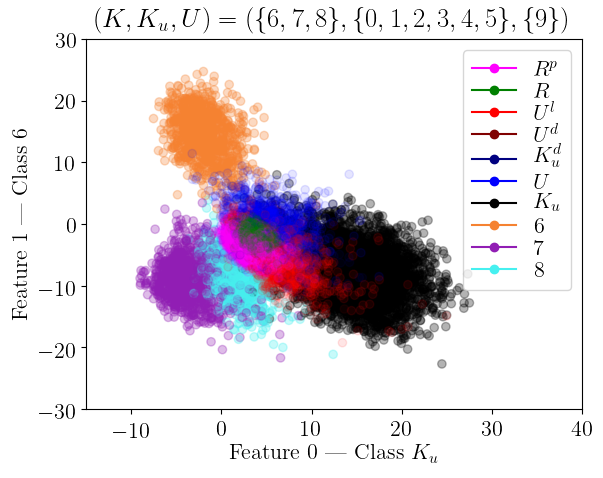 (K, K_u, U) = ({6, 7, 8}, {0, 1, 2, 3, 4, 5}, {9})
30
20
10
0
−10
−20
−30
Feature 1 — Class 6
R^p
R
U^l
U^d
K_u^d
U
K_u
6
7
8
−10 0 10 20 30 40
Feature 0 — Class K_u